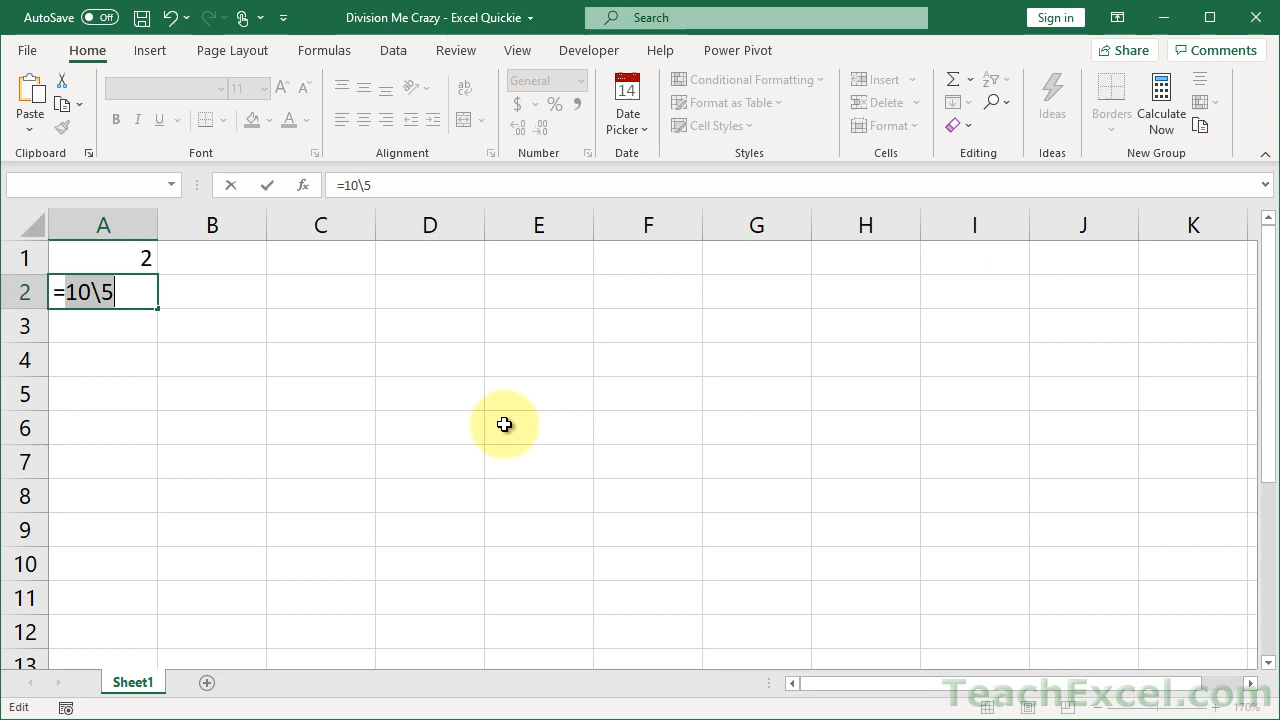 AutoSave Off Division Me Crazy - Excel Quickie Search Sign in
File Home Insert Page Layout Formulas Data Review View Developer Help Power Pivot Share Comments
Paste 11 General Conditional Formatting Insert Date Picker Ideas Borders Calculate Now
Format as Table Delete
Cell Styles Format
Clipboard Font Alignment Number Date Styles Cells Editing Ideas New Group
=10\5
A B C D E F G H I J K
1 2
2 =10\5
3
4
5
6
7
8
9
10
11
12
13
Sheet1
TeachExcel.com
Edit 170%